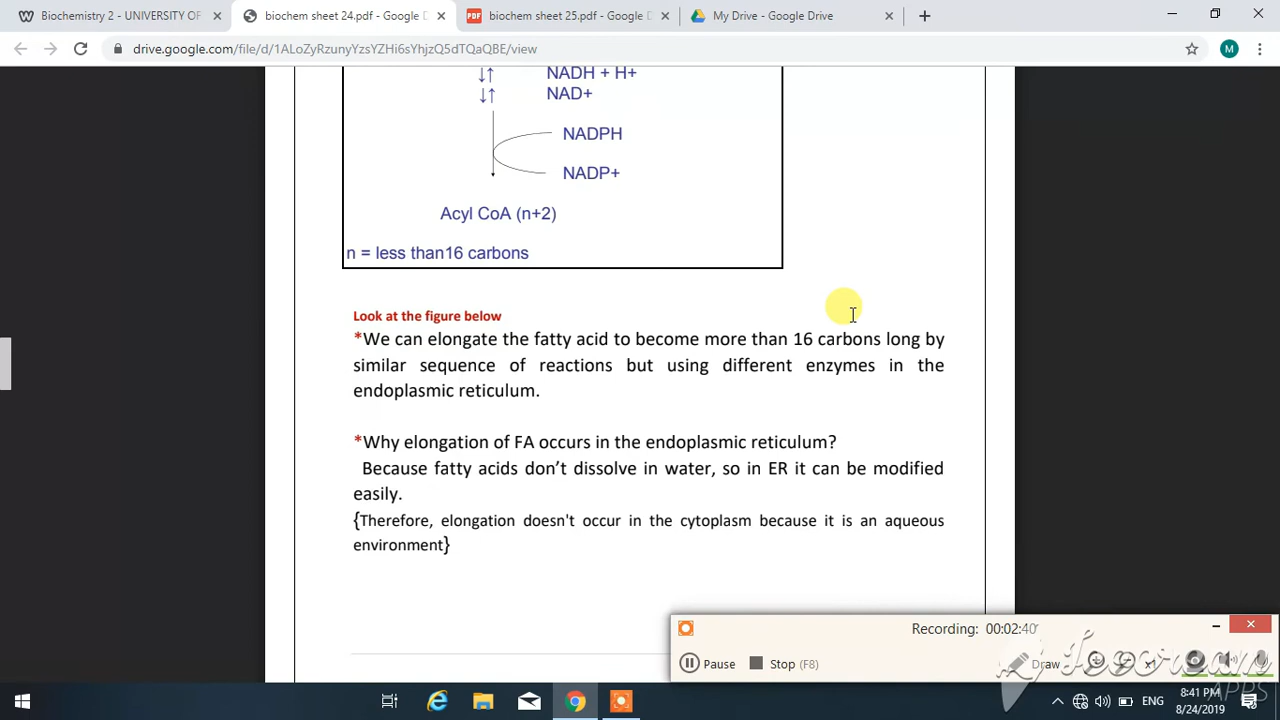 Biochemistry 2 - UNIVERSITY OF
biochem sheet 24.pdf - Google D
biochem sheet 25.pdf - Google D
My Drive - Google Drive
drive.google.com/file/d/1ALoZyRzunyYzsYZHi6sYhjzQ5dTQaQBE/view
M
NADH + H+
NAD+
NADPH
NADP+
Acyl CoA (n+2)
n = less than16 carbons
Look at the figure below
*We can elongate the fatty acid to become more than 16 carbons long by
similar sequence of reactions but using different enzymes in the
endoplasmic reticulum.
*Why elongation of FA occurs in the endoplasmic reticulum?
Because fatty acids don’t dissolve in water, so in ER it can be modified
easily.
{Therefore, elongation doesn't occur in the cytoplasm because it is an aqueous
environment}
Recording: 00:02:40
Pause
Stop (F8)
Draw
x1
Icecream
APPS
ENG
8:41 PM
8/24/2019